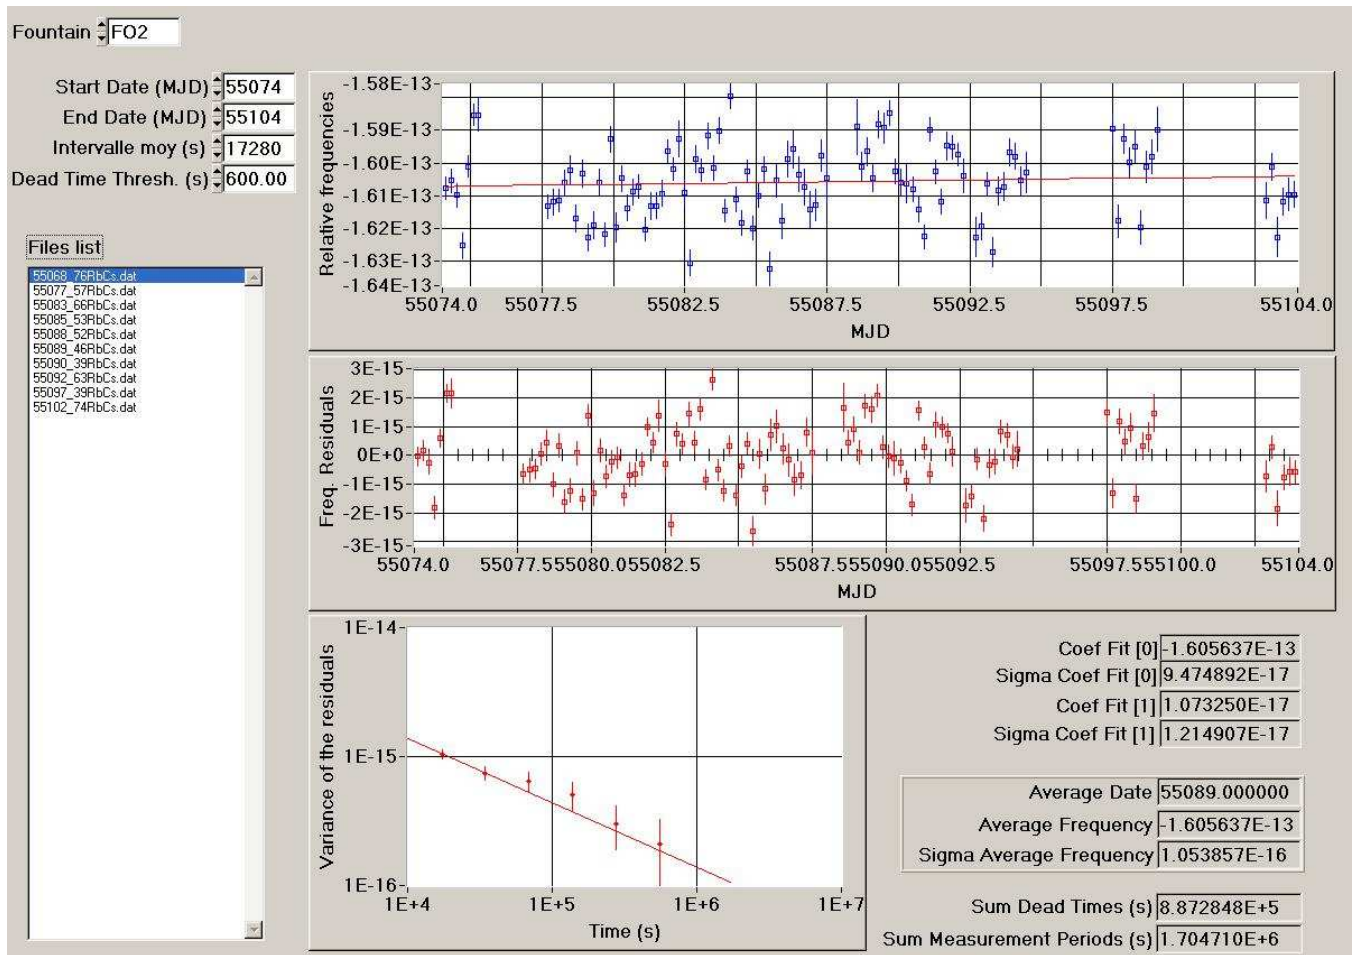 Fountain FO2
Start Date (MJD) 55074
End Date (MJD) 55104
Intervalle moy (s) 17280
Dead Time Thresh. (s) 600.00
Files list
55068_76RbCs.dat
55077_57RbCs.dat
55083_66RbCs.dat
55085_53RbCs.dat
55088_52RbCs.dat
55089_46RbCs.dat
55090_39RbCs.dat
55092_63RbCs.dat
55097_39RbCs.dat
55102_74RbCs.dat
Relative frequencies
-1.58E-13
-1.59E-13
-1.60E-13
-1.61E-13
-1.62E-13
-1.63E-13
-1.64E-13
55074.0 55077.5 55082.5 55087.5 55092.5 55097.5 55104.0
MJD
Freq. Residuals
3E-15
2E-15
1E-15
0E+0
-1E-15
-2E-15
-3E-15
55074.0 55077.555080.055082.5 55087.555090.055092.5 55097.555100.0 55104.0
MJD
Variance of the residuals
1E-14
1E-15
1E-16
1E+4 1E+5 1E+6 1E+7
Time (s)
Coef Fit [0] -1.605637E-13
Sigma Coef Fit [0] 9.474892E-17
Coef Fit [1] 1.073250E-17
Sigma Coef Fit [1] 1.214907E-17
Average Date 55089.000000
Average Frequency -1.605637E-13
Sigma Average Frequency 1.053857E-16
Sum Dead Times (s) 8.872848E+5
Sum Measurement Periods (s) 1.704710E+6